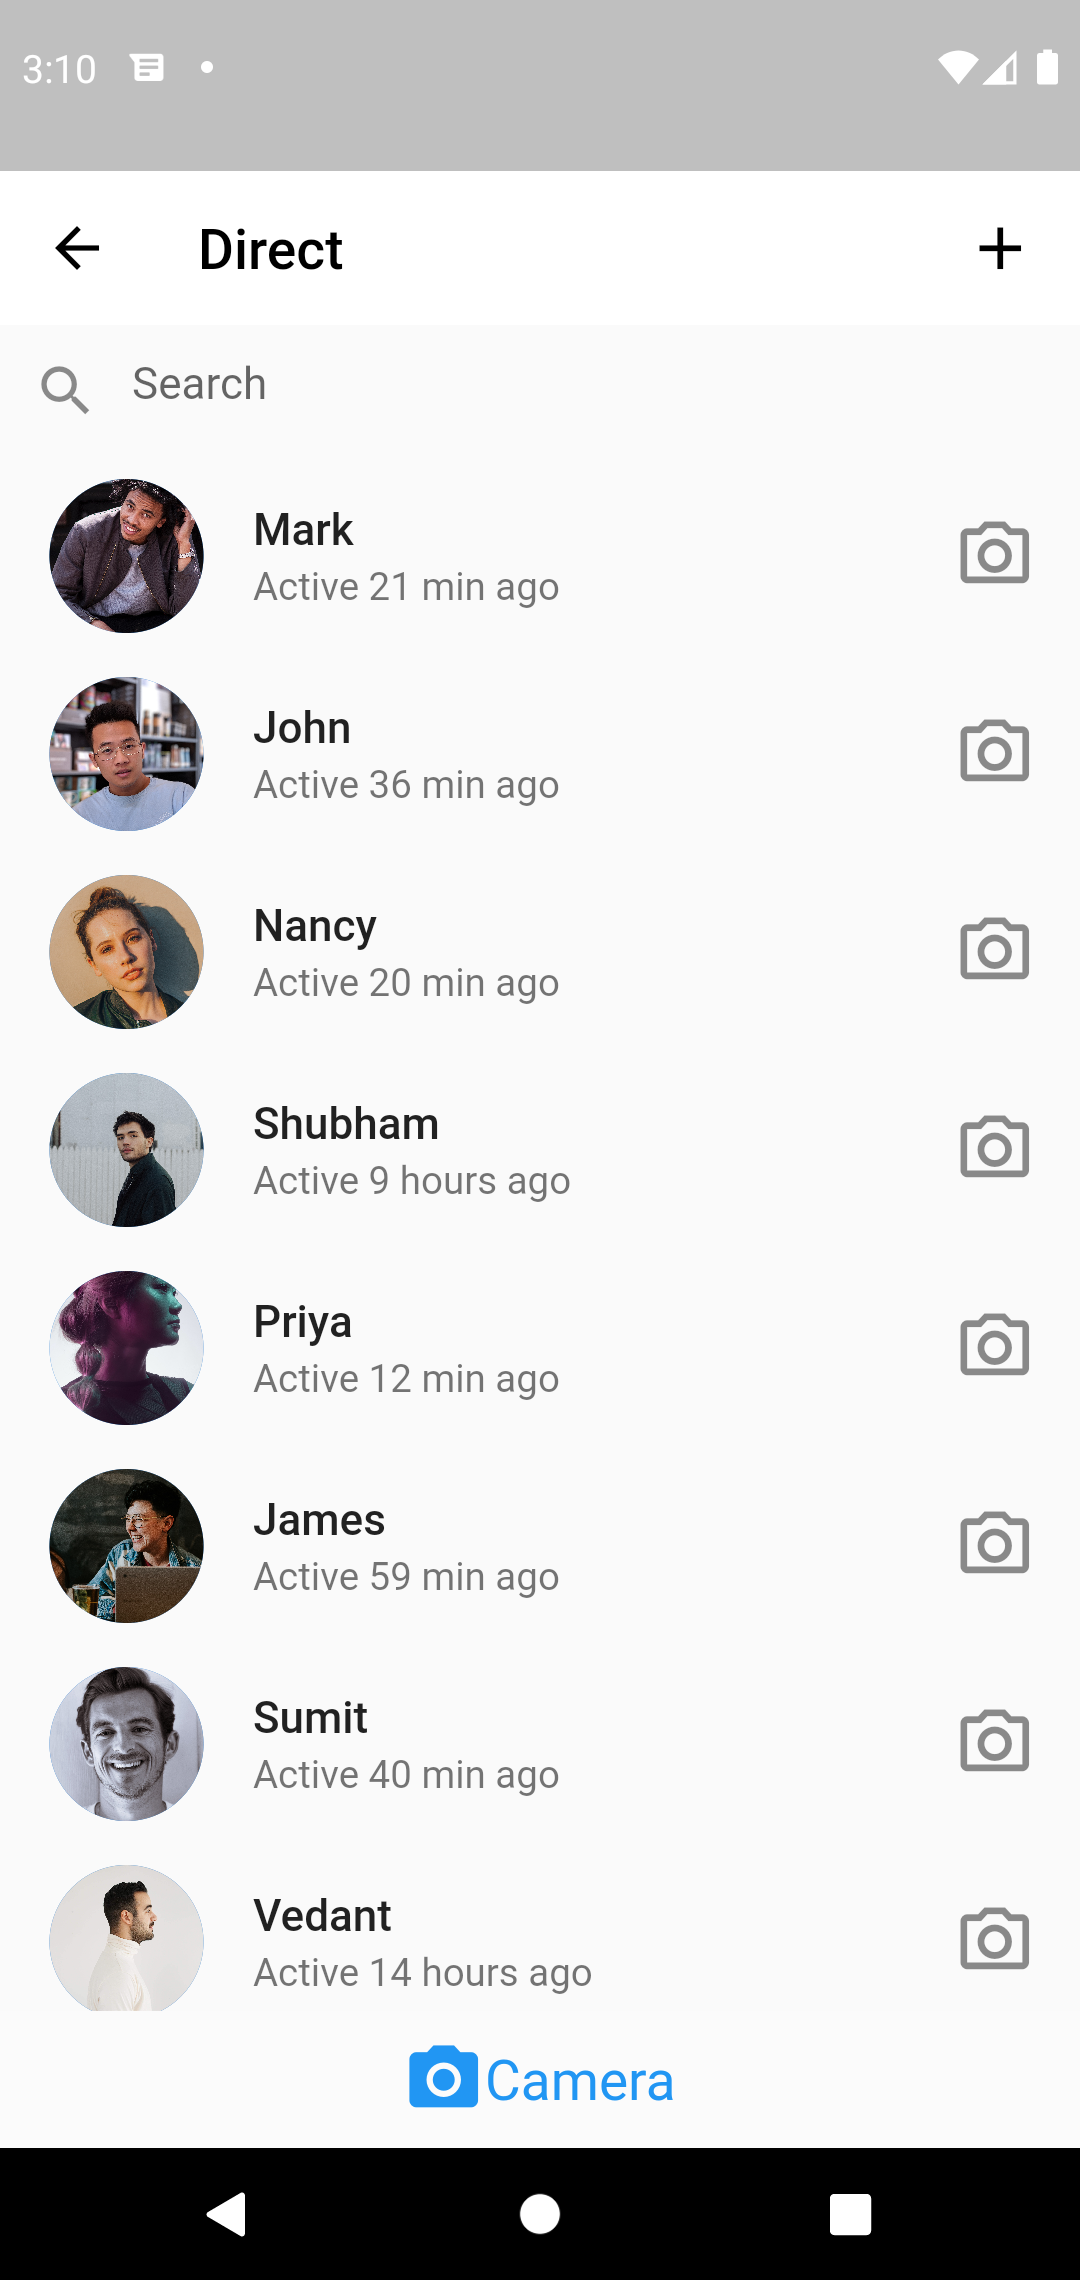 3:10
Direct
Search
Mark
Active 21 min ago
John
Active 36 min ago
Nancy
Active 20 min ago
Shubham
Active 9 hours ago
Priya
Active 12 min ago
James
Active 59 min ago
Sumit
Active 40 min ago
Vedant
Active 14 hours ago
Camera